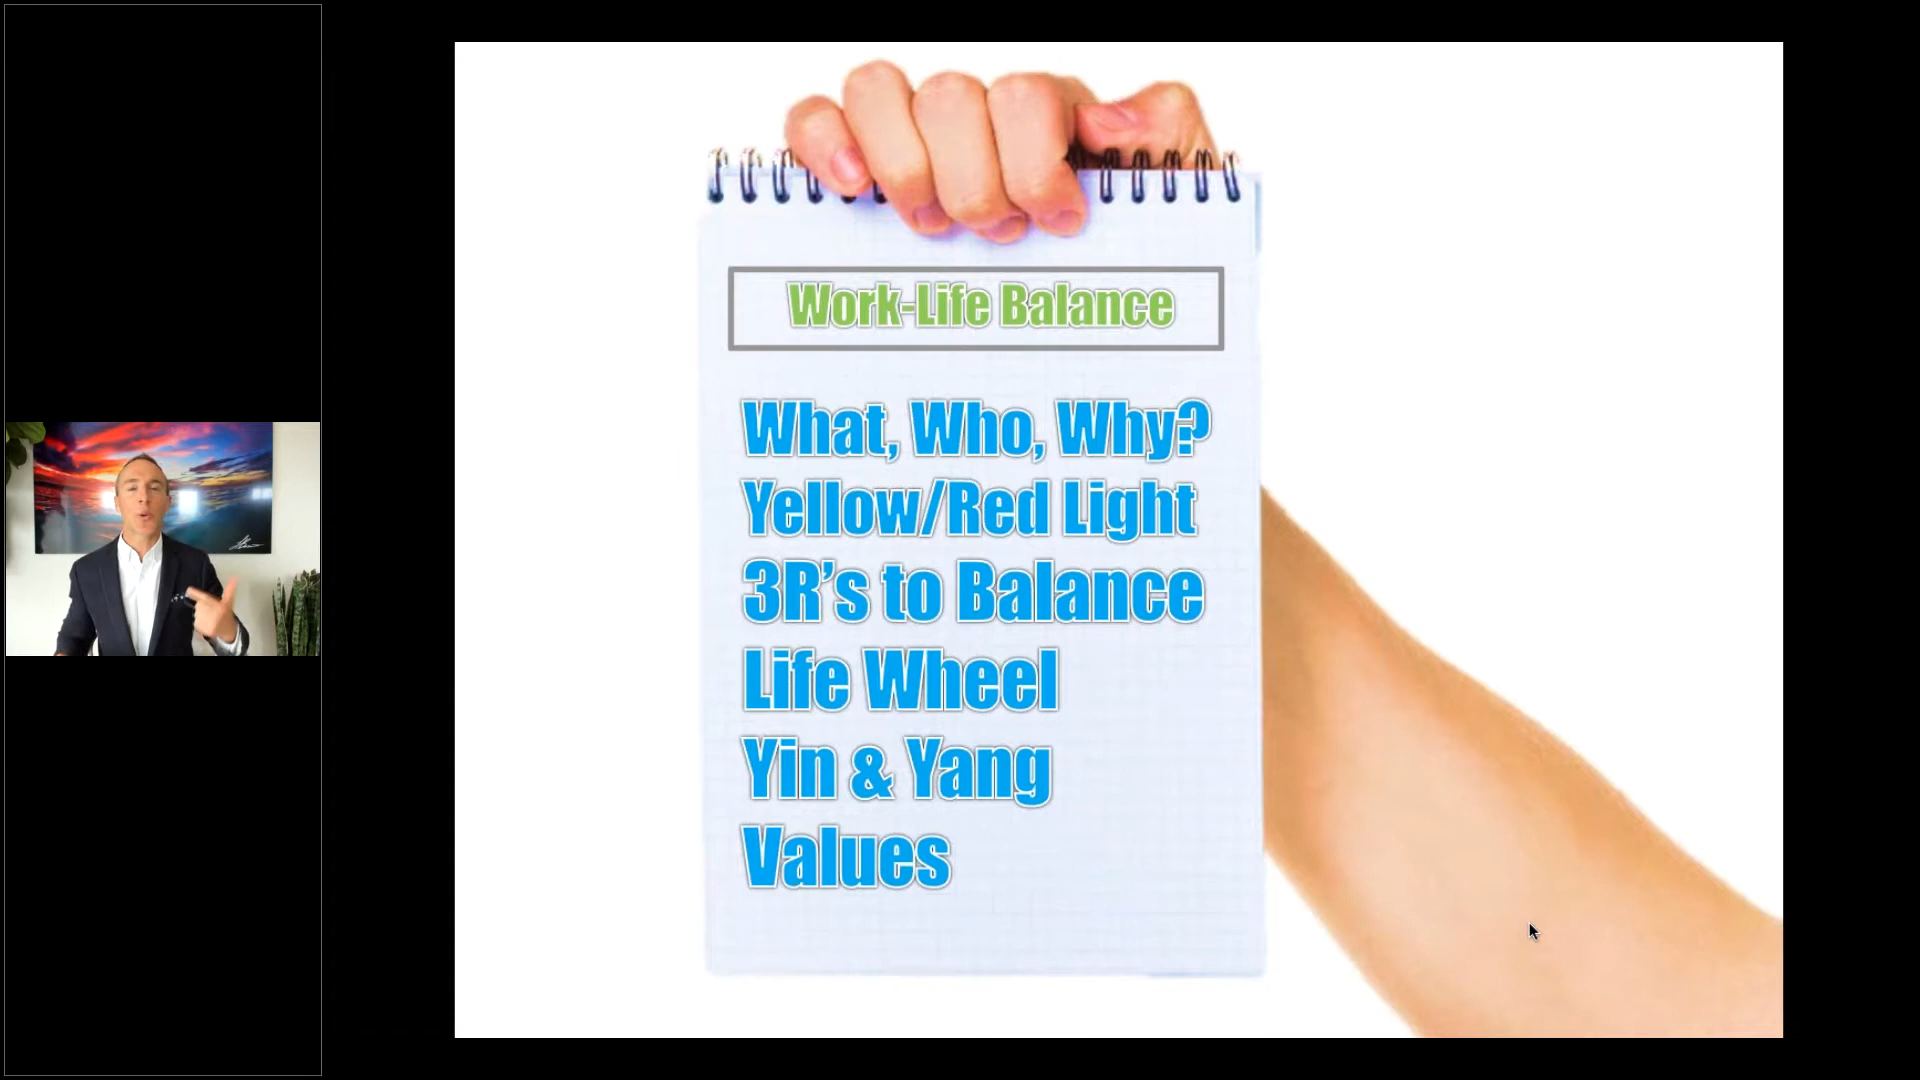 Work-Life Balance
What, Who, Why?
Yellow/Red Light
3R's to Balance
Life Wheel
Yin & Yang
Values